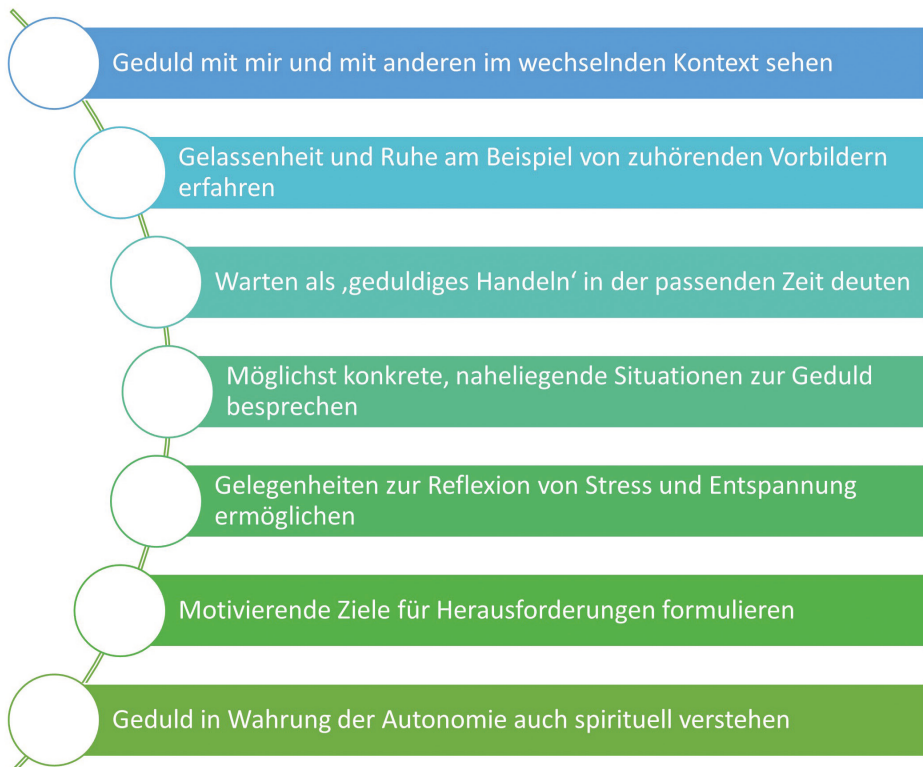 Geduld mit mir und mit anderen im wechselnden Kontext sehen
Gelassenheit und Ruhe am Beispiel von zuhörenden Vorbildern
erfahren
Warten als ‚geduldiges Handeln‘ in der passenden Zeit deuten
Möglichst konkrete, naheliegende Situationen zur Geduld
besprechen
Gelegenheiten zur Reflexion von Stress und Entspannung
ermöglichen
Motivierende Ziele für Herausforderungen formulieren
Geduld in Wahrung der Autonomie auch spirituell verstehen